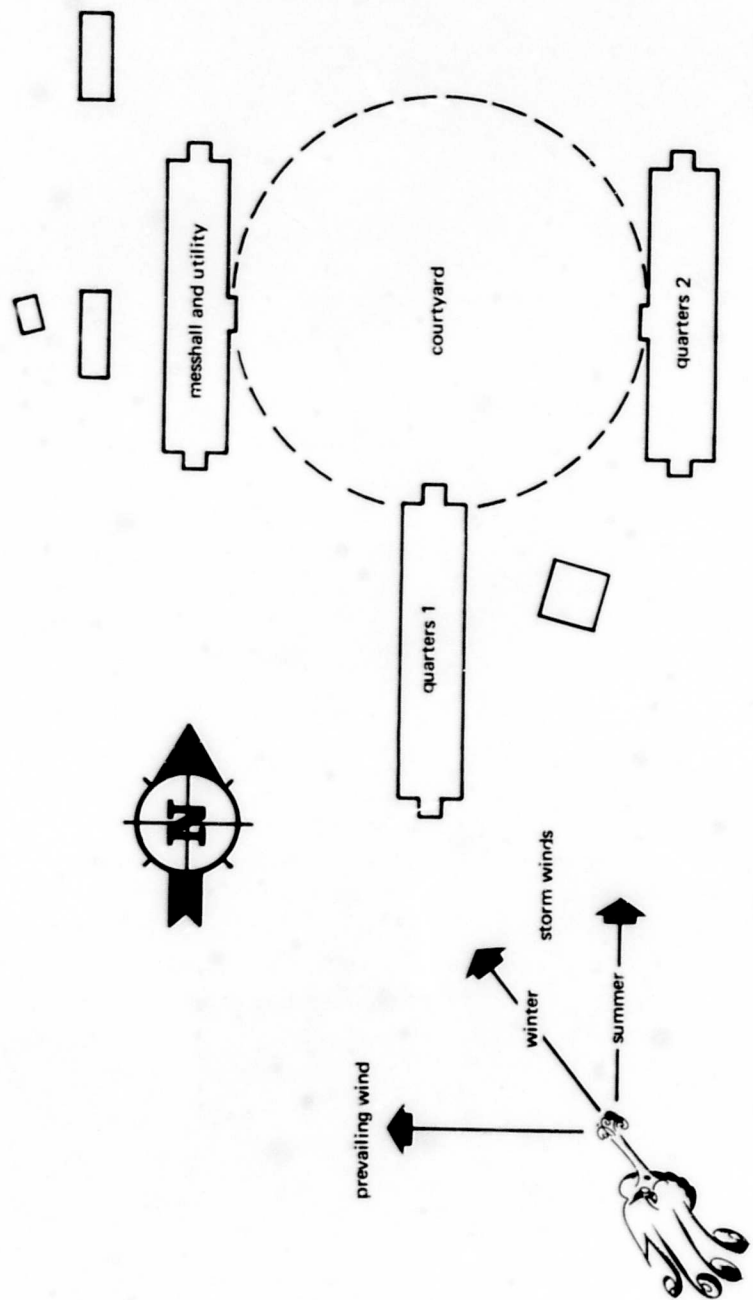 messhall and utility
courtyard
quarters 2
quarters 1
N
storm winds
winter
summer
prevailing wind